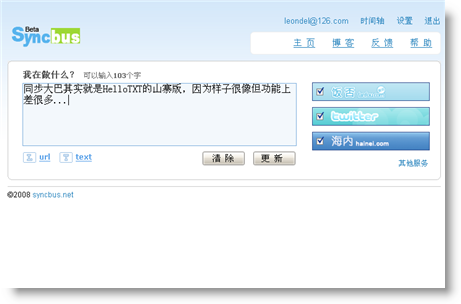 leondel@126.com 时间轴 设置 退出
Beta
Syncbus
主页 博客 反馈 帮助
我在做什么? 可以输入103个字
同步大巴其实就是HelloTXT的山寨版，因为样子很像但功能上
差很多...
饭否
twitter
海内 hainei.com
url text 清除 更新
其他服务
©2008 syncbus.net